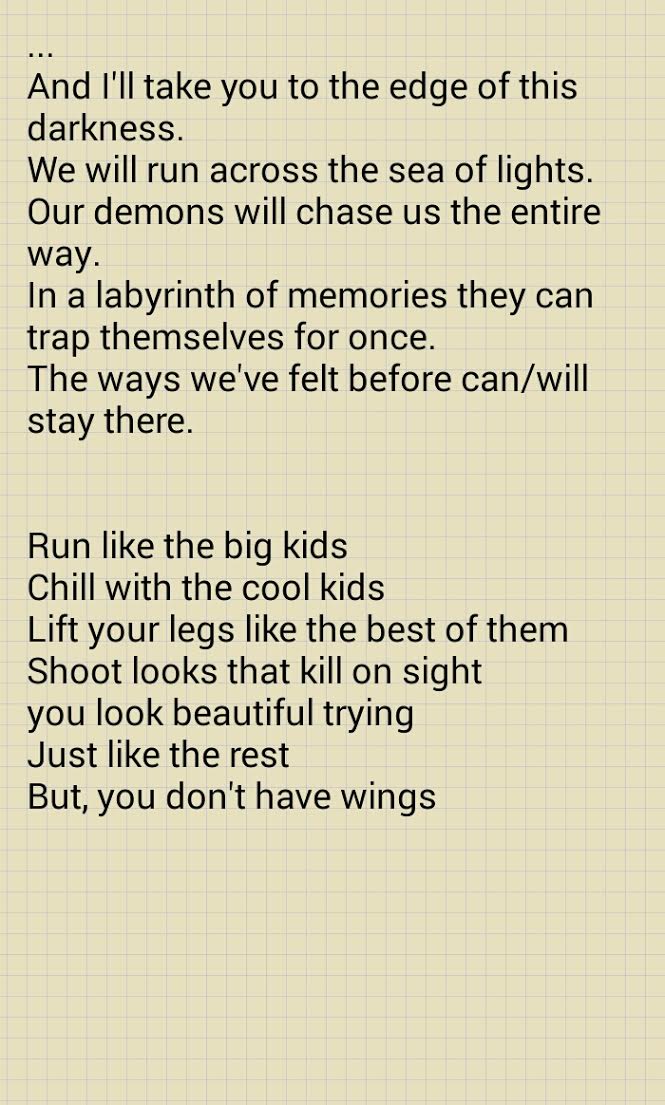 ...
And I'll take you to the edge of this
darkness.
We will run across the sea of lights.
Our demons will chase us the entire
way.
In a labyrinth of memories they can
trap themselves for once.
The ways we've felt before can/will
stay there.
Run like the big kids
Chill with the cool kids
Lift your legs like the best of them
Shoot looks that kill on sight
you look beautiful trying
Just like the rest
But, you don't have wings